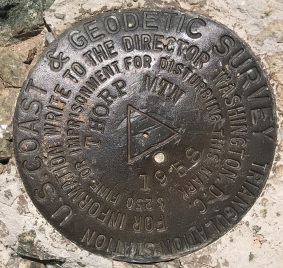 U.S. COAST & GEODETIC SURVEY
TRIANGULATION STATION
FOR INFORMATION WRITE TO THE DIRECTOR, WASHINGTON, D.C.
$250 FINE OR IMPRISONMENT FOR DISTURBING THIS MARK
THORP MTN